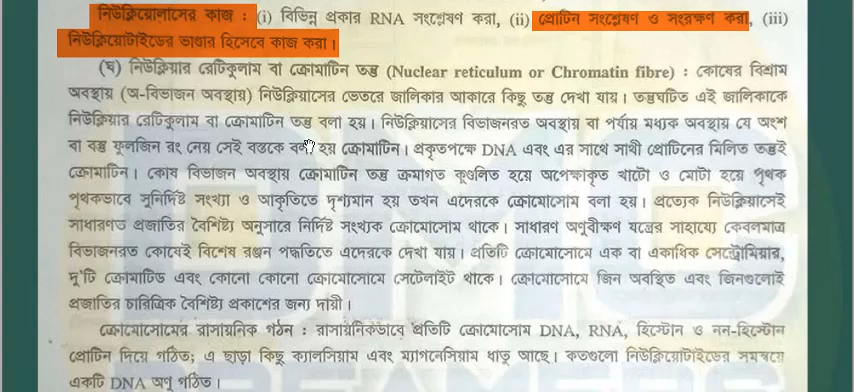 নিউক্লিয়োলাসের কাজ : (i) বিভিন্ন প্রকার RNA সংশ্লেষণ করা, (ii) প্রোটিন সংশ্লেষণ ও সংরক্ষণ করা, (iii)
নিউক্লিয়োটাইডের ভাণ্ডার হিসেবে কাজ করা।
(ঘ) নিউক্লিয়ার রেটিকুলাম বা ক্রোমাটিন তন্তু (Nuclear reticulum or Chromatin fibre) : কোষের বিশ্রাম
অবস্থায় (অ-বিভাজন অবস্থায়) নিউক্লিয়াসের ভেতরে জালিকার আকারে কিছু তন্তু দেখা যায়। তন্তুঘটিত এই জালিকাকে
নিউক্লিয়ার রেটিকুলাম বা ক্রোমাটিন তন্তু বলা হয়। নিউক্লিয়াসের বিভাজনরত অবস্থায় বা পর্যায় মধ্যক অবস্থায় যে অংশ
বা বস্তু ফুলজিন রং নেয় সেই বস্তুকে বলা হয় ক্রোমাটিন। প্রকৃতপক্ষে DNA এবং এর সাথে সাথী প্রোটিনের মিলিত তন্তুই
ক্রোমাটিন। কোষ বিভাজন অবস্থায় ক্রোমাটিন তন্তু ক্রমাগত কুণ্ডলিত হয়ে অপেক্ষাকৃত খাটো ও মোটা হয়ে পৃথক
পৃথকভাবে সুনির্দিষ্ট সংখ্যা ও আকৃতিতে দৃশ্যমান হয় তখন এদেরকে ক্রোমোসোম বলা হয়। প্রত্যেক নিউক্লিয়াসেই
সাধারণত প্রজাতির বৈশিষ্ট্য অনুসারে নির্দিষ্ট সংখ্যক ক্রোমোসোম থাকে। সাধারণ অণুবীক্ষণ যন্ত্রের সাহায্যে কেবলমাত্র
বিভাজনরত কোষেই বিশেষ রঞ্জন পদ্ধতিতে এদেরকে দেখা যায়। প্রতিটি ক্রোমোসোমে এক বা একাধিক সেন্ট্রোমিয়ার,
দু'টি ক্রোমাটিড এবং কোনো কোনো ক্রোমোসোমে সেটেলাইট থাকে। ক্রোমোসোমে জিন অবস্থিত এবং জিনগুলোই
প্রজাতির চারিত্রিক বৈশিষ্ট্য প্রকাশের জন্য দায়ী।
ক্রোমোসোমের রাসায়নিক গঠন : রাসায়নিকভাবে প্রতিটি ক্রোমোসোম DNA, RNA, হিস্টোন ও নন-হিস্টোন
প্রোটিন দিয়ে গঠিত; এ ছাড়া কিছু ক্যালসিয়াম এবং ম্যাগনেসিয়াম ধাতু আছে। কতগুলো নিউক্লিয়োটাইডের সমন্বয়ে
একটি DNA অণু গঠিত।
DMC
DREAMERS